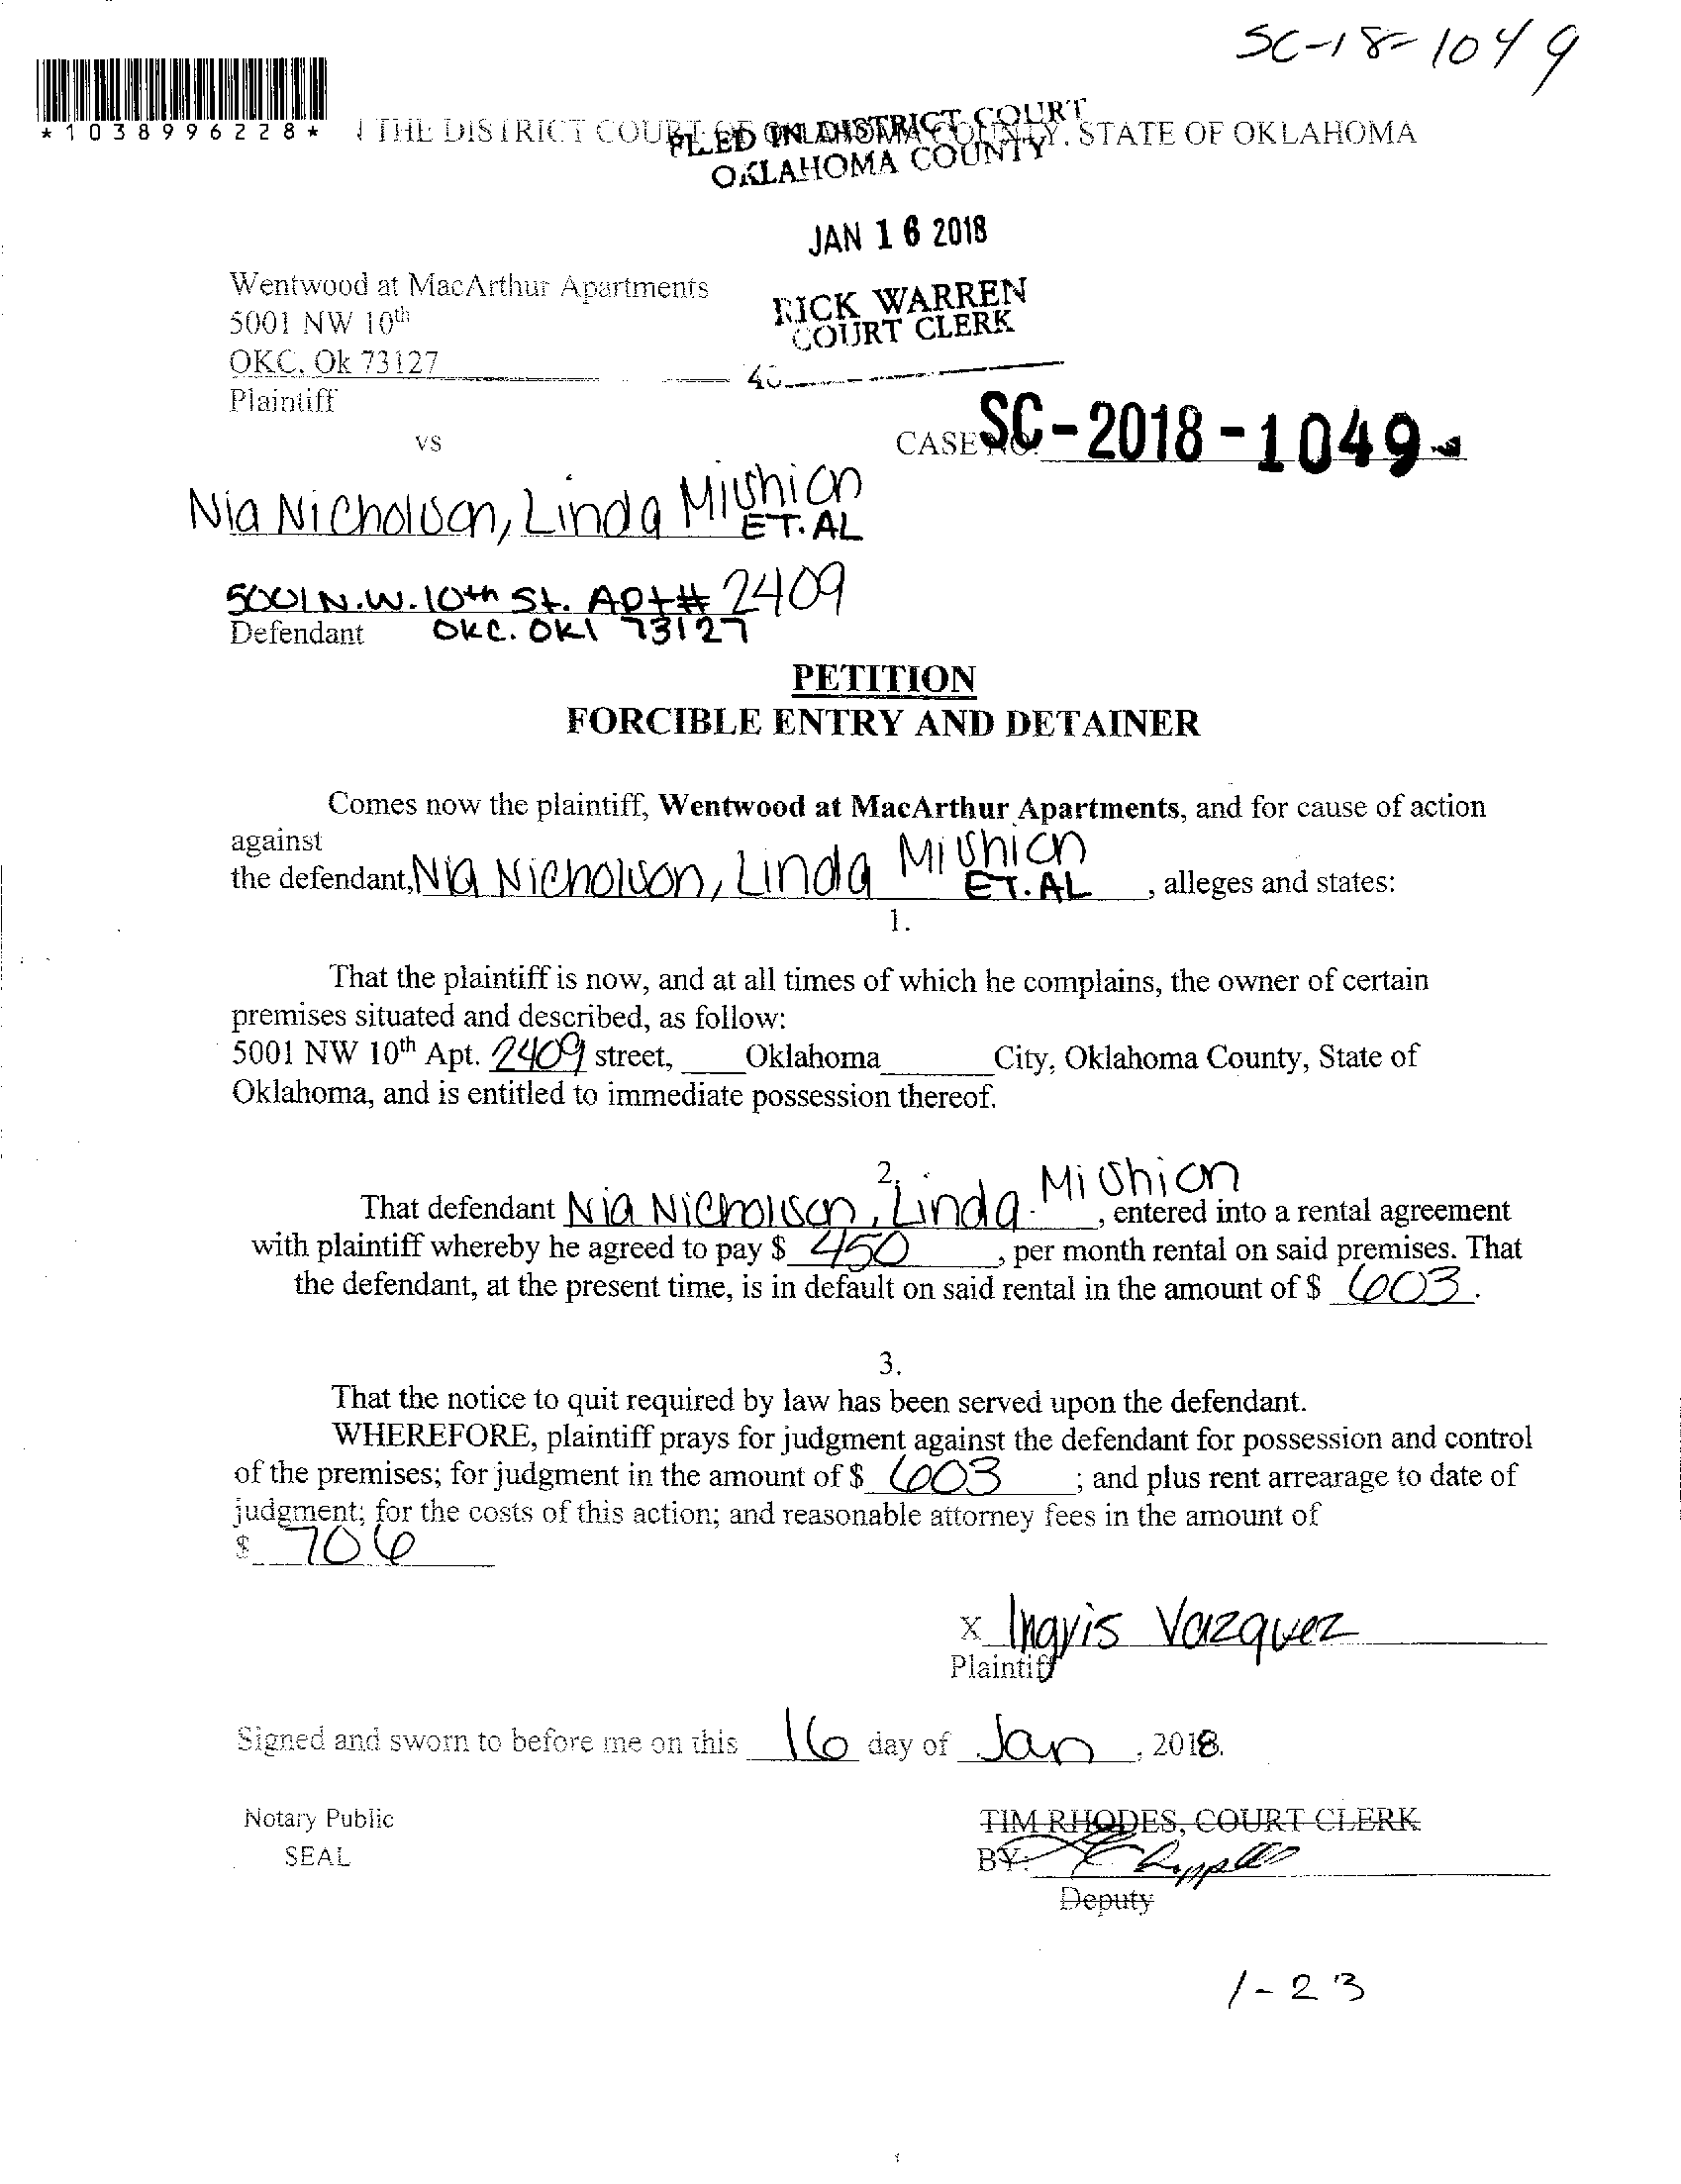 SC-18-1049
*1038996228*
THE DISTRICT COURT OF OKLAHOMA COUNTY, STATE OF OKLAHOMA
FILED IN DISTRICT COURT
OKLAHOMA COUNTY
JAN 16 2018
Wentwood at MacArthur Apartments
RICK WARREN
5001 NW 10th
COURT CLERK
OKC, Ok 73127
Plaintiff
vs
CASE NO. SC-2018-1049
Nia Nicholson, Linda Mishion
ET. AL
5001 N.W. 10th St. Apt# 2409
Defendant OKC. OKl 73127
PETITION
FORCIBLE ENTRY AND DETAINER
Comes now the plaintiff, Wentwood at MacArthur Apartments, and for cause of action
against
the defendant, Nia Nicholson, Linda Mishion ET. AL, alleges and states:
1.
That the plaintiff is now, and at all times of which he complains, the owner of certain
premises situated and described, as follow:
5001 NW 10th Apt. 2409 street, Oklahoma City, Oklahoma County, State of
Oklahoma, and is entitled to immediate possession thereof.
2.
That defendant Nia Nicholson, Linda Mishion, entered into a rental agreement
with plaintiff whereby he agreed to pay $ 450, per month rental on said premises. That
the defendant, at the present time, is in default on said rental in the amount of $ 603.
3.
That the notice to quit required by law has been served upon the defendant.
WHEREFORE, plaintiff prays for judgment against the defendant for possession and control
of the premises; for judgment in the amount of $ 603 ; and plus rent arrearage to date of
judgment; for the costs of this action; and reasonable attorney fees in the amount of
$ 706
x Ingvis Vazquez
Plaintiff
Signed and sworn to before me on this 16 day of Jan, 2018.
Notary Public
TIM RHODES, COURT CLERK
SEAL
BY:
Deputy
1-23